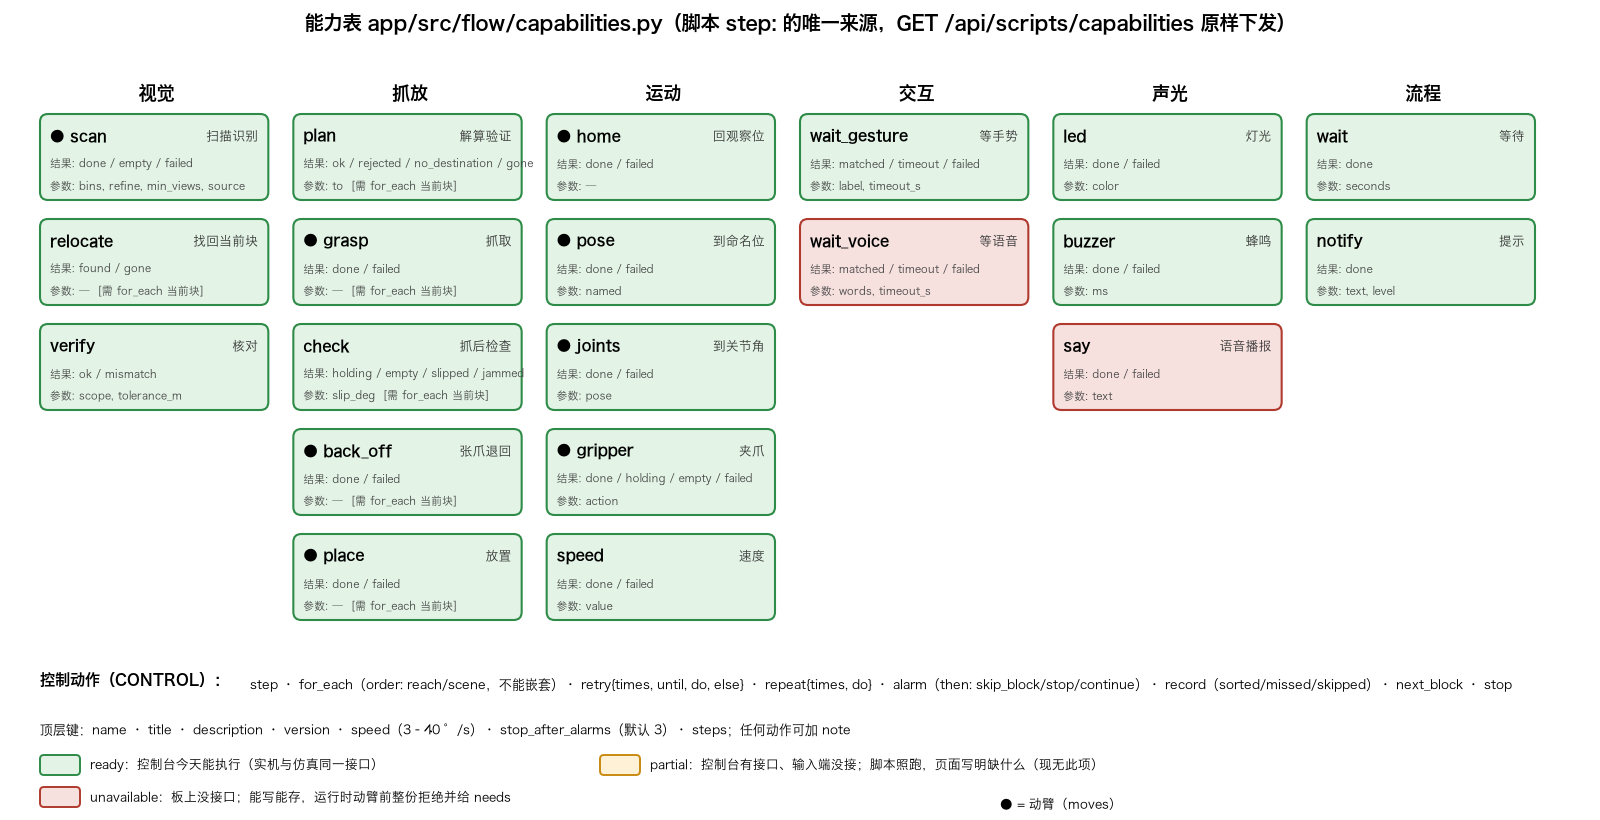 能力表 app/src/flow/capabilities.py（脚本 step: 的唯一来源，GET /api/scripts/capabilities 原样下发）
视觉
● scan 扫描识别
结果: done / empty / failed
参数: bins, refine, min_views, source
relocate 找回当前块
结果: found / gone
参数: — [需 for_each 当前块]
verify 核对
结果: ok / mismatch
参数: scope, tolerance_m
抓放
plan 解算验证
结果: ok / rejected / no_destination / gone
参数: to [需 for_each 当前块]
● grasp 抓取
结果: done / failed
参数: — [需 for_each 当前块]
check 抓后检查
结果: holding / empty / slipped / jammed
参数: slip_deg [需 for_each 当前块]
● back_off 张爪退回
结果: done / failed
参数: — [需 for_each 当前块]
● place 放置
结果: done / failed
参数: — [需 for_each 当前块]
运动
● home 回观察位
结果: done / failed
参数: —
● pose 到命名位
结果: done / failed
参数: named
● joints 到关节角
结果: done / failed
参数: pose
● gripper 夹爪
结果: done / holding / empty / failed
参数: action
speed 速度
结果: done / failed
参数: value
交互
wait_gesture 等手势
结果: matched / timeout / failed
参数: label, timeout_s
wait_voice 等语音
结果: matched / timeout / failed
参数: words, timeout_s
声光
led 灯光
结果: done / failed
参数: color
buzzer 蜂鸣
结果: done / failed
参数: ms
say 语音播报
结果: done / failed
参数: text
流程
wait 等待
结果: done
参数: seconds
notify 提示
结果: done
参数: text, level
控制动作（CONTROL）： step · for_each（order: reach/scene，不能嵌套） · retry{times, until, do, else} · repeat{times, do} · alarm（then: skip_block/stop/continue） · record（sorted/missed/skipped） · next_block · stop
顶层键：name · title · description · version · speed（3 - 40°/s） · stop_after_alarms（默认 3） · steps；任何动作可加 note
ready：控制台今天能执行（实机与仿真同一接口）
partial：控制台有接口、输入端没接；脚本照跑，页面写明缺什么（现无此项）
unavailable：板上没接口；能写能存，运行时动臂前整份拒绝并给 needs
● = 动臂（moves）